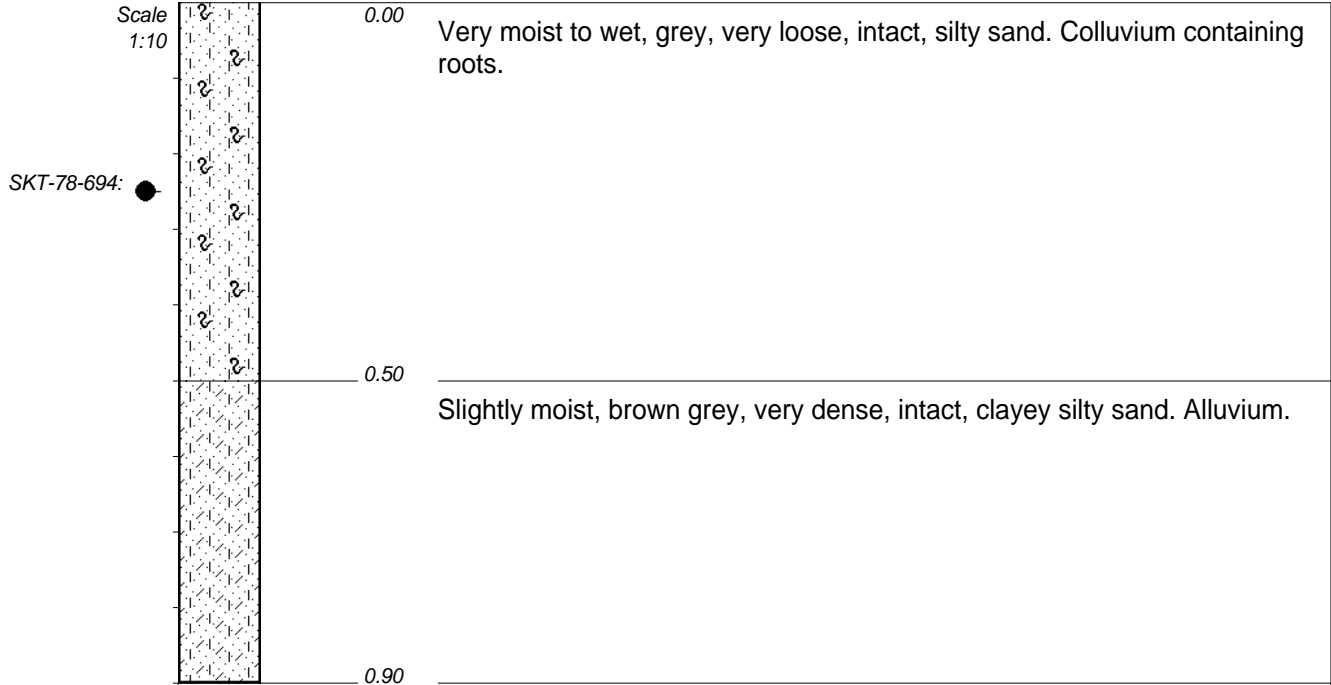 Scale
1:10
0.00
Very moist to wet, grey, very loose, intact, silty sand. Colluvium containing
roots.
SKT-78-694:
0.50
Slightly moist, brown grey, very dense, intact, clayey silty sand. Alluvium.
0.90